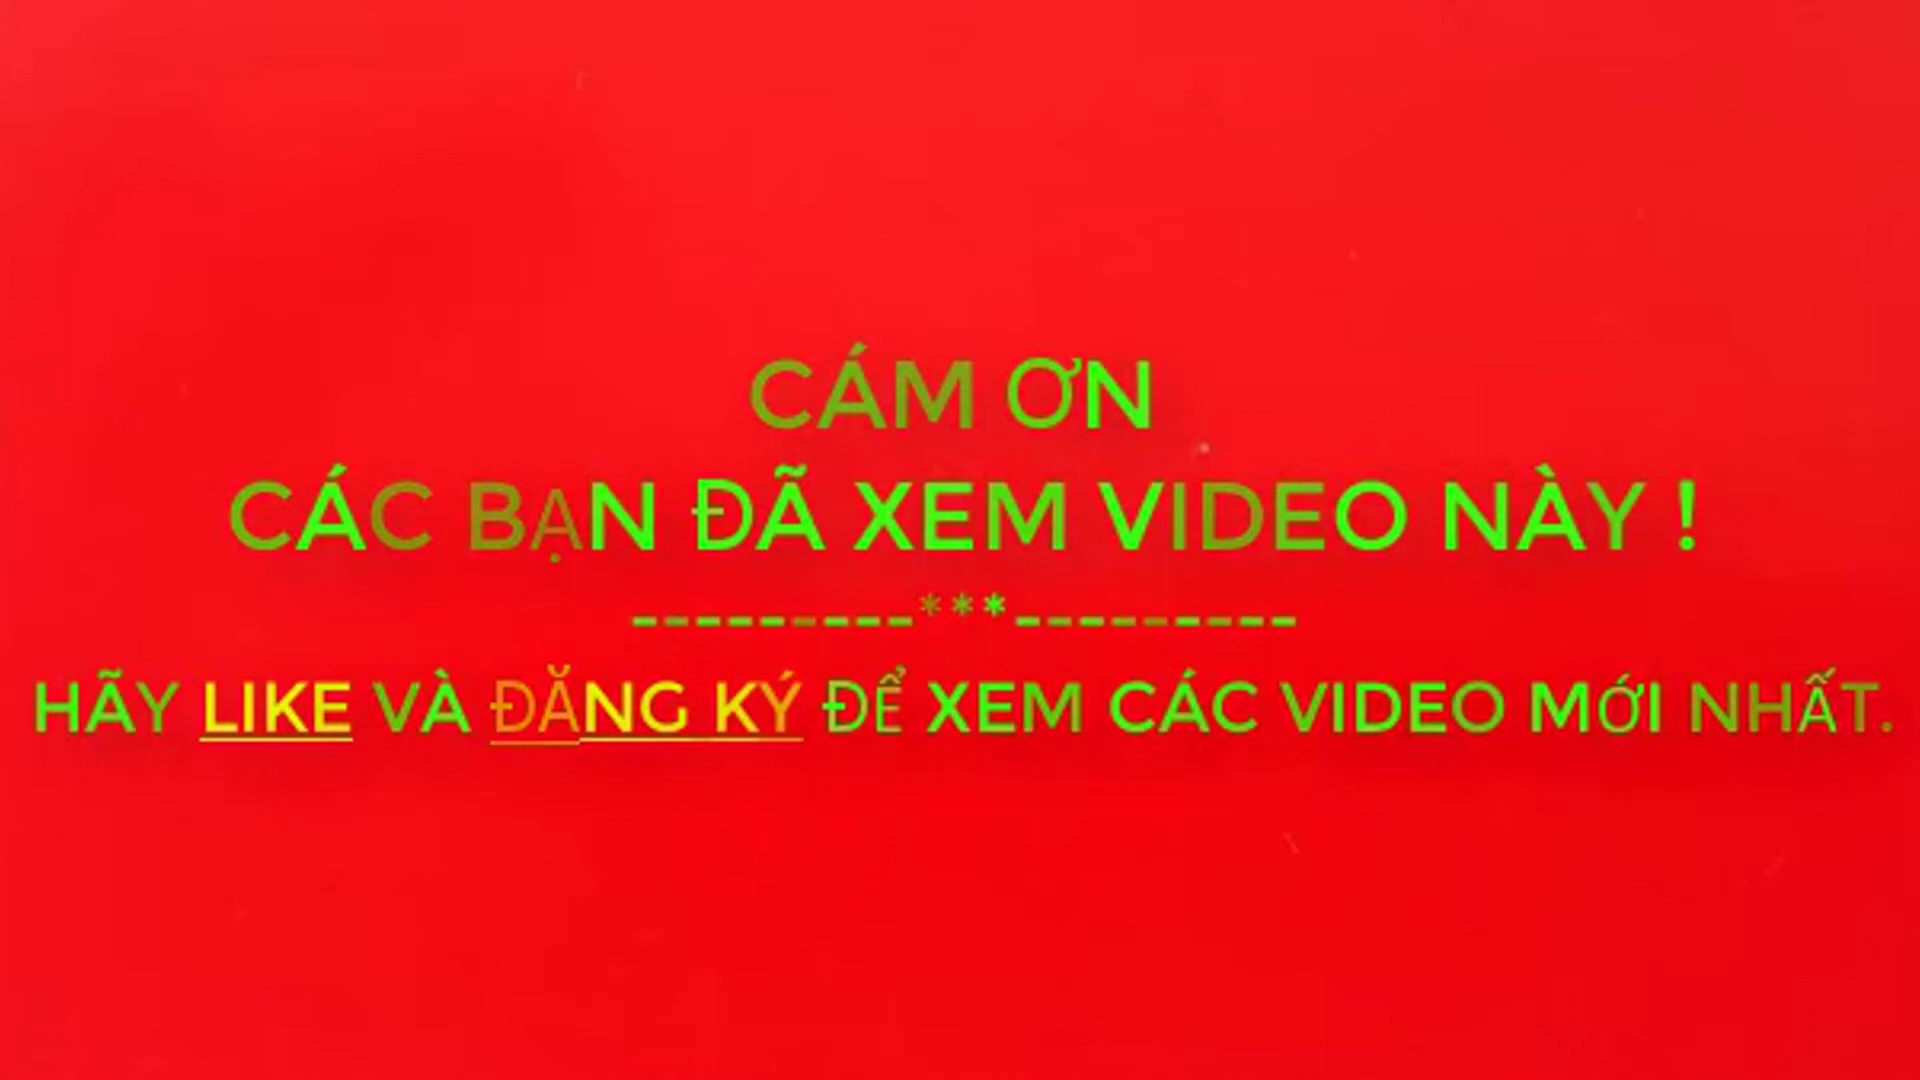 CÁM ƠN
CÁC BẠN ĐÃ XEM VIDEO NÀY !
---------***---------
HÃY LIKE VÀ ĐĂNG KÝ ĐỂ XEM CÁC VIDEO MỚI NHẤT.